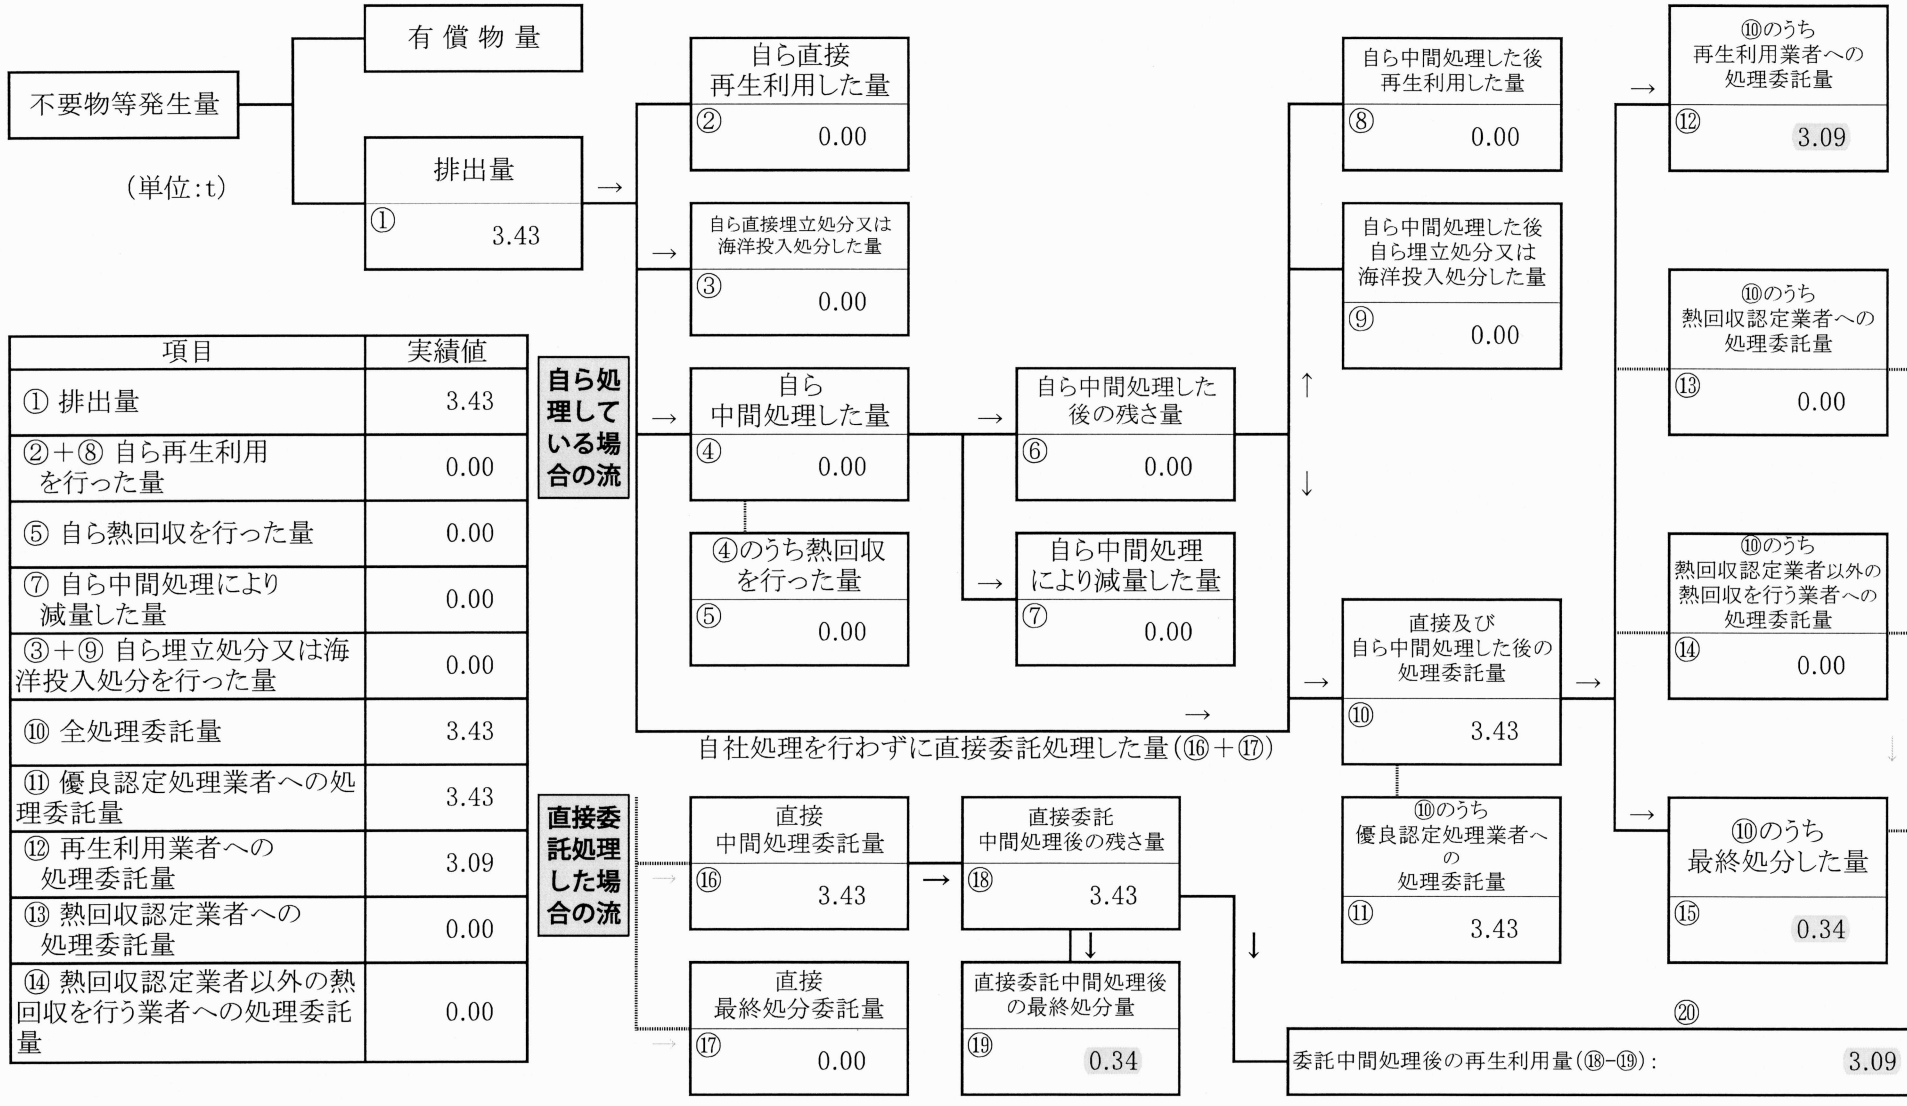 有償物量
不要物等発生量
(単位:t)
排出量
①
3.43
→
自ら直接
再生利用した量
②
0.00
自ら直接埋立処分又は
海洋投入処分した量
→
③
0.00
自ら
中間処理した量
→
④
0.00
④のうち熱回収
を行った量
⑤
0.00
→
自ら中間処理した
後の残さ量
⑥
0.00
→
自ら中間処理
により減量した量
⑦
0.00
自ら中間処理した後
再生利用した量
⑧
0.00
自ら中間処理した後
自ら埋立処分又は
海洋投入処分した量
⑨
0.00
↑
↓
→
直接及び
自ら中間処理した後の
処理委託量
⑩
3.43
→
⑩のうち
優良認定処理業者へ
の
処理委託量
⑪
3.43
→
⑩のうち
再生利用業者への
処理委託量
⑫
3.09
⑩のうち
熱回収認定業者への
処理委託量
⑬
0.00
⑩のうち
熱回収認定業者以外の
熱回収を行う業者への
処理委託量
⑭
0.00
↓
→
⑩のうち
最終処分した量
⑮
0.34
項目 実績値
① 排出量 3.43
②+⑧ 自ら再生利用
を行った量
0.00
⑤ 自ら熱回収を行った量 0.00
⑦ 自ら中間処理により
減量した量
0.00
③+⑨ 自ら埋立処分又は海
洋投入処分を行った量
0.00
⑩ 全処理委託量 3.43
⑪ 優良認定処理業者への処
理委託量
3.43
⑫ 再生利用業者への
処理委託量
3.09
⑬ 熱回収認定業者への
処理委託量
0.00
⑭ 熱回収認定業者以外の熱
回収を行う業者への処理委託
量
0.00
自ら処
理して
いる場
合の流
→
自社処理を行わずに直接委託処理した量(⑯+⑰)
直接委
託処理
した場
合の流
→
直接
中間処理委託量
⑯
3.43
→
直接委託
中間処理後の残さ量
⑱
3.43
↓
↓
→
直接
最終処分委託量
⑰
0.00
直接委託中間処理後
の最終処分量
⑲
0.34
⑳
委託中間処理後の再生利用量(⑱-⑲): 3.09